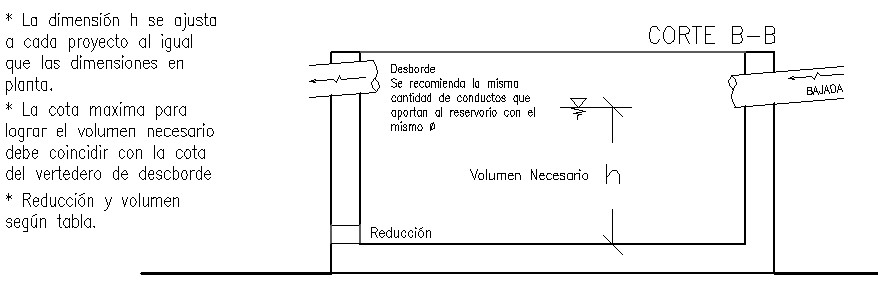 * La dimensión h se ajusta
a cada proyecto al igual
que las dimensiones en
planta.
* La cota maxima para
lograr el volumen necesario
debe coincidir con la cota
del vertedero de descborde
* Reducción y volumen
según tabla.
CORTE B-B
Desborde
Se recomienda la misma
cantidad de conductos que
aportan al reservorio con el
mismo Ø
BAJADA
Volumen Necesario h
Reducción